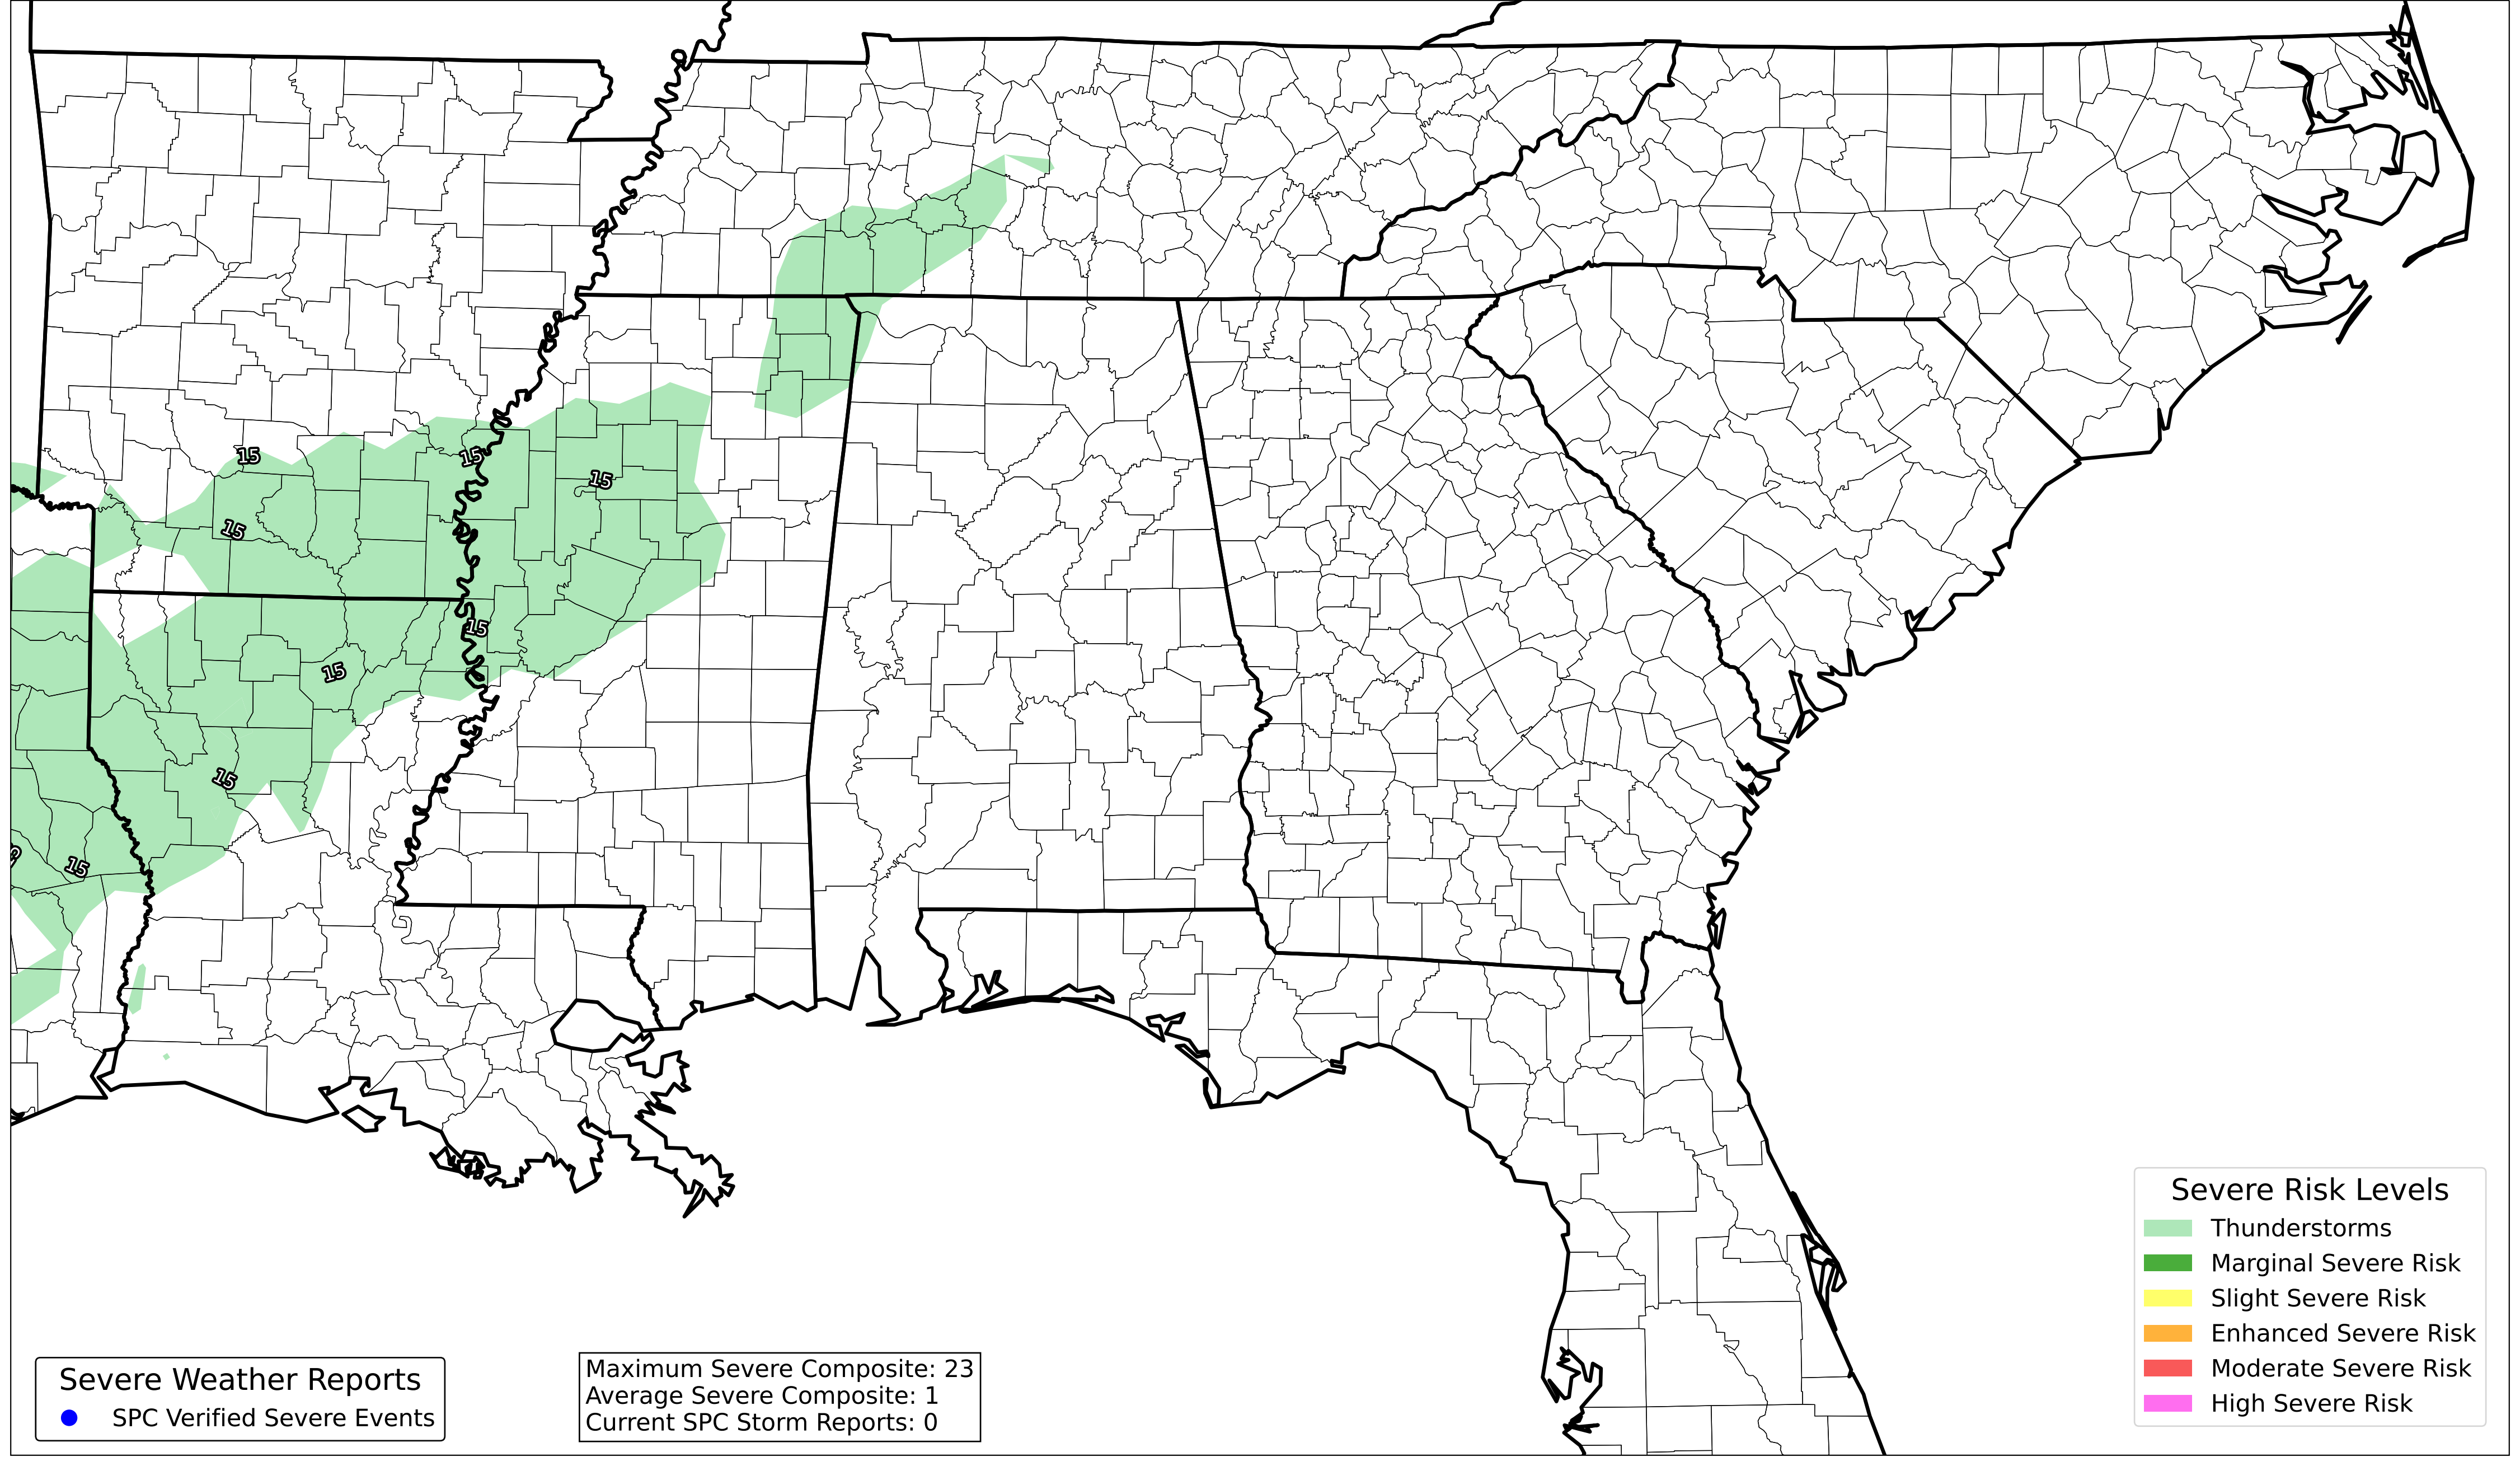 15
15
15
15
15
15
15
15
Severe Risk Levels
Thunderstorms
Marginal Severe Risk
Slight Severe Risk
Enhanced Severe Risk
Moderate Severe Risk
High Severe Risk
Severe Weather Reports
SPC Verified Severe Events
Maximum Severe Composite: 23
Average Severe Composite: 1
Current SPC Storm Reports: 0